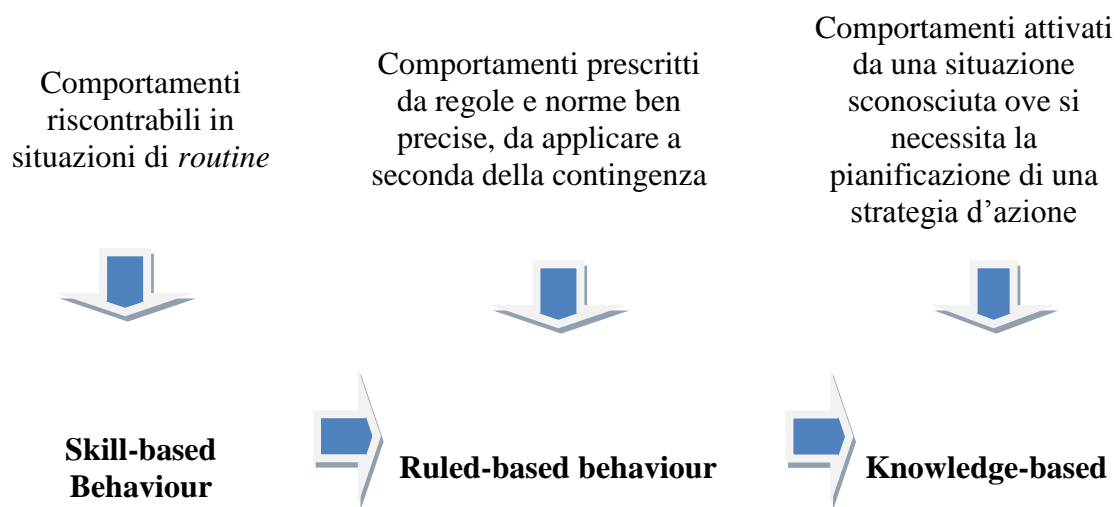 Comportamenti
riscontrabili in
situazioni di routine
Comportamenti prescritti
da regole e norme ben
precise, da applicare a
seconda della contingenza
Comportamenti attivati
da una situazione
sconosciuta ove si
necessita la
pianificazione di una
strategia d’azione
Skill-based
Behaviour
Ruled-based behaviour
Knowledge-based